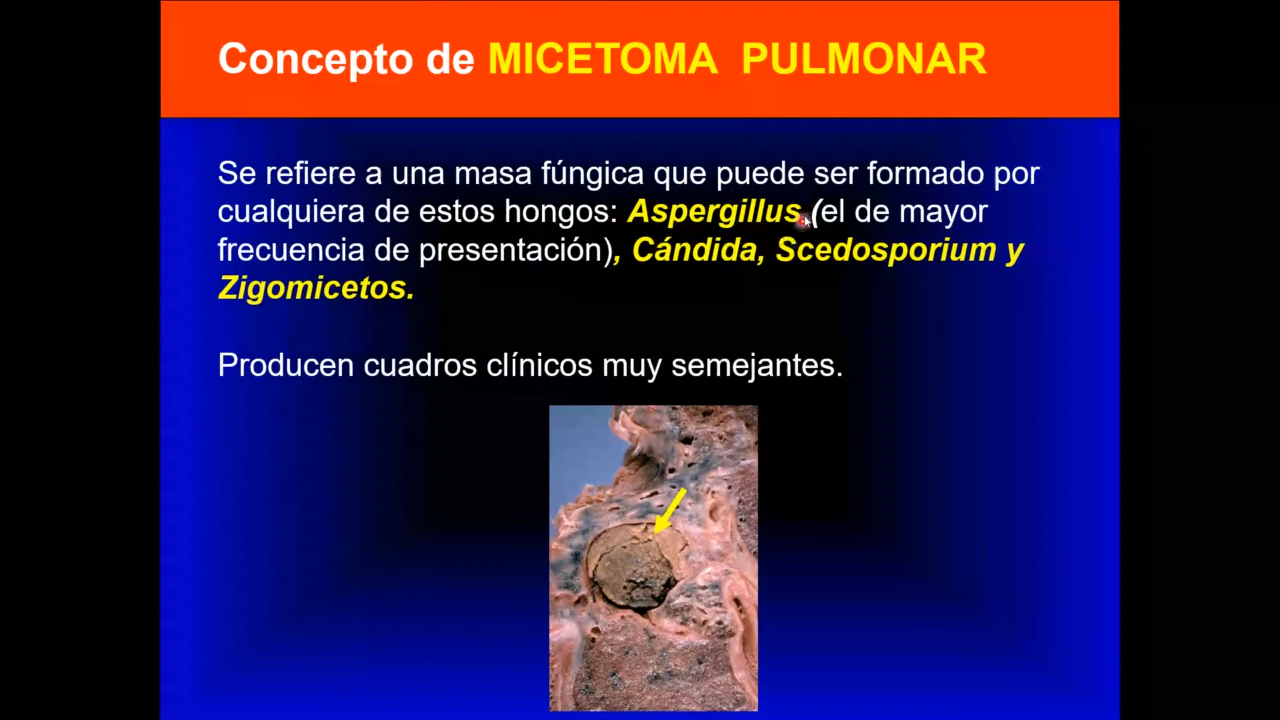 Concepto de MICETOMA PULMONAR
Se refiere a una masa fúngica que puede ser formado por
cualquiera de estos hongos: Aspergillus (el de mayor
frecuencia de presentación), Cándida, Scedosporium y
Zigomicetos.
Producen cuadros clínicos muy semejantes.